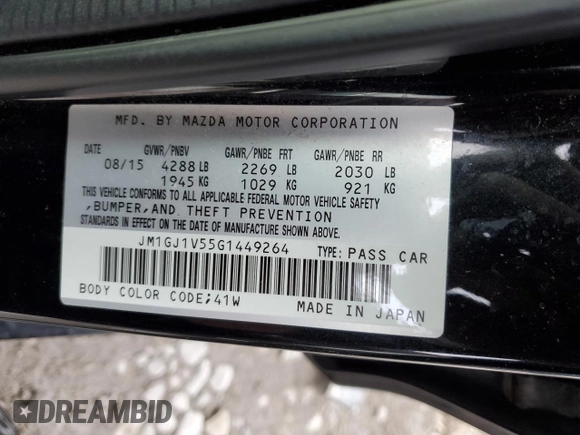 MFD. BY MAZDA MOTOR CORPORATION
DATE GVWR/PNBV GAWR/PNBE FRT GAWR/PNBE RR
08/15 4288 LB 2269 LB 2030 LB
1945 KG 1029 KG 921 KG
THIS VEHICLE CONFORMS TO ALL APPLICABLE FEDERAL MOTOR VEHICLE SAFETY
,BUMPER,AND THEFT PREVENTION
STANDARDS IN EFFECT ON THE DATE OF MANUFACTURE SHOWN ABOVE.
JM1GJ1V55G1449264 TYPE: PASS CAR
BODY COLOR CODE;41W MADE IN JAPAN
DREAMBID